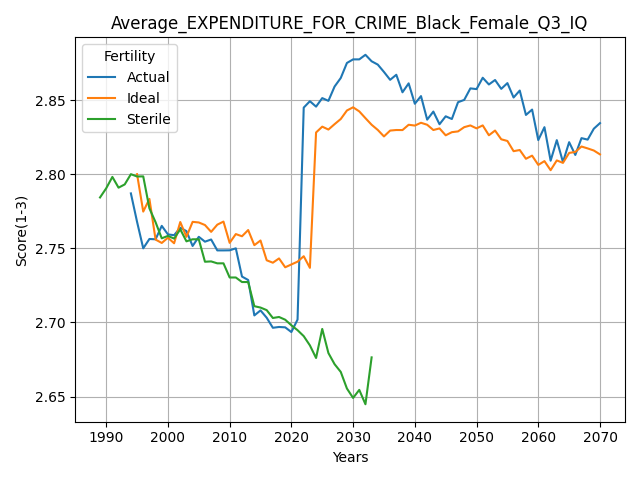 Average_EXPENDITURE_FOR_CRIME_Black_Female_Q3_IQ
Fertility
Actual
Ideal
Sterile
Score(1-3)
2.85
2.80
2.75
2.70
2.65
1990 2000 2010 2020 2030 2040 2050 2060 2070
Years